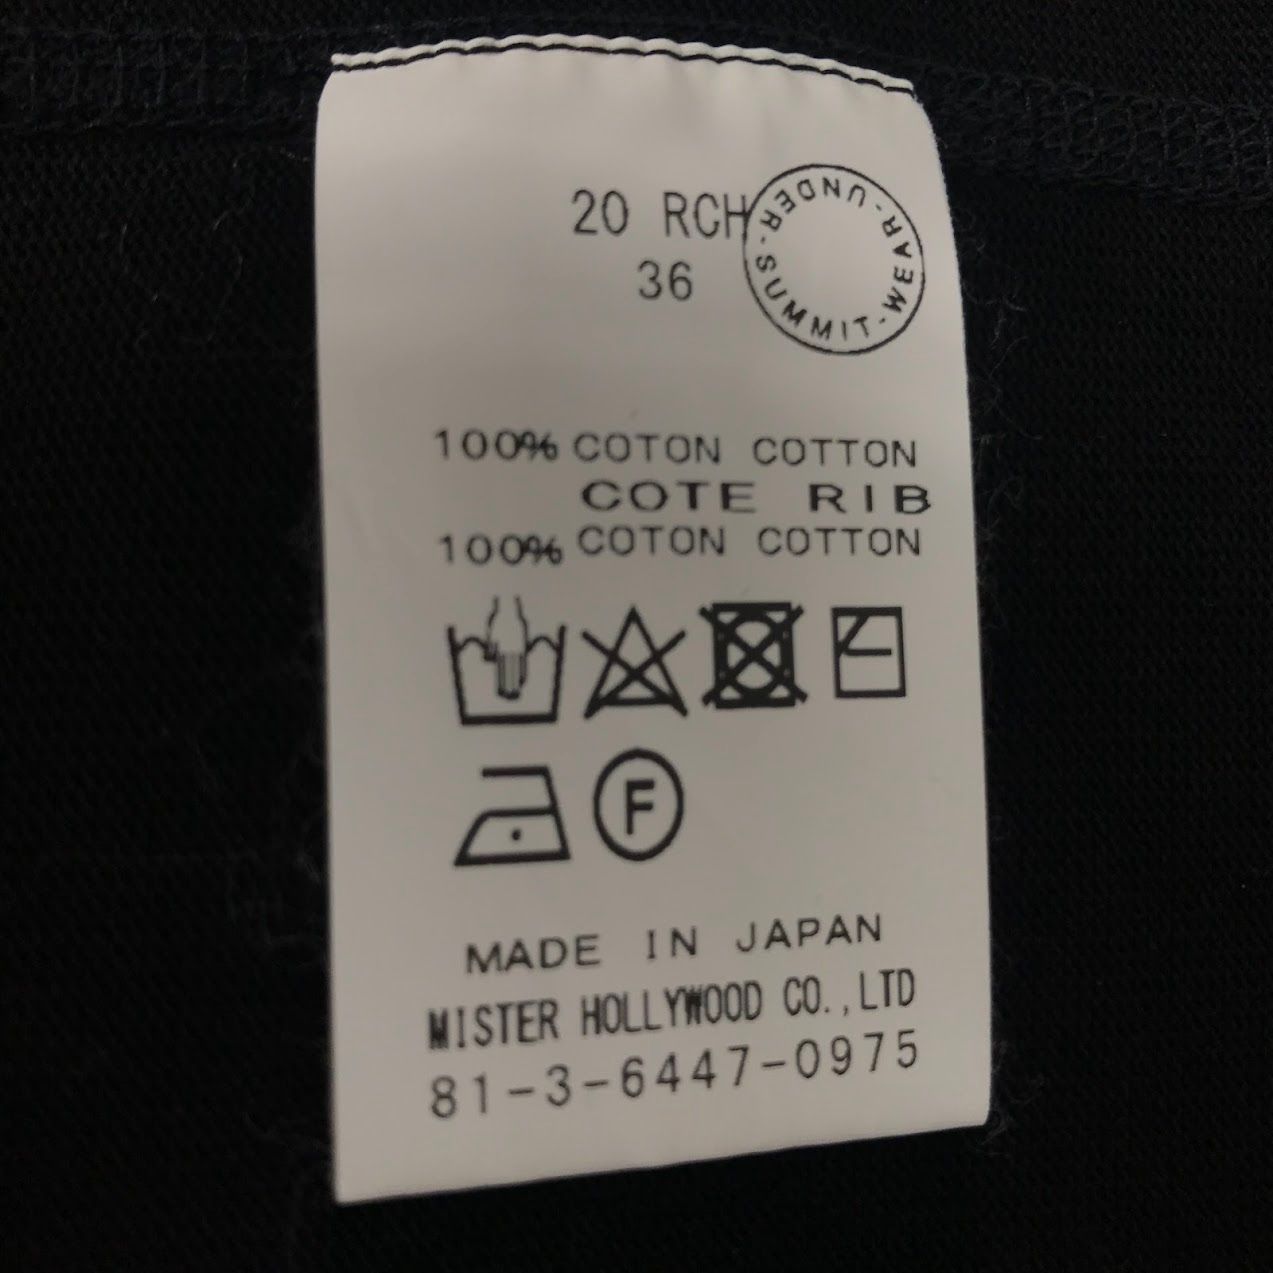 20 RCH
36
UNDER·SUMMIT-WEAR-UNDER·
100% COTON COTTON
COTE RIB
100% COTON COTTON
F
MADE IN JAPAN
MISTER HOLLYWOOD CO.,LTD
81-3-6447-0975